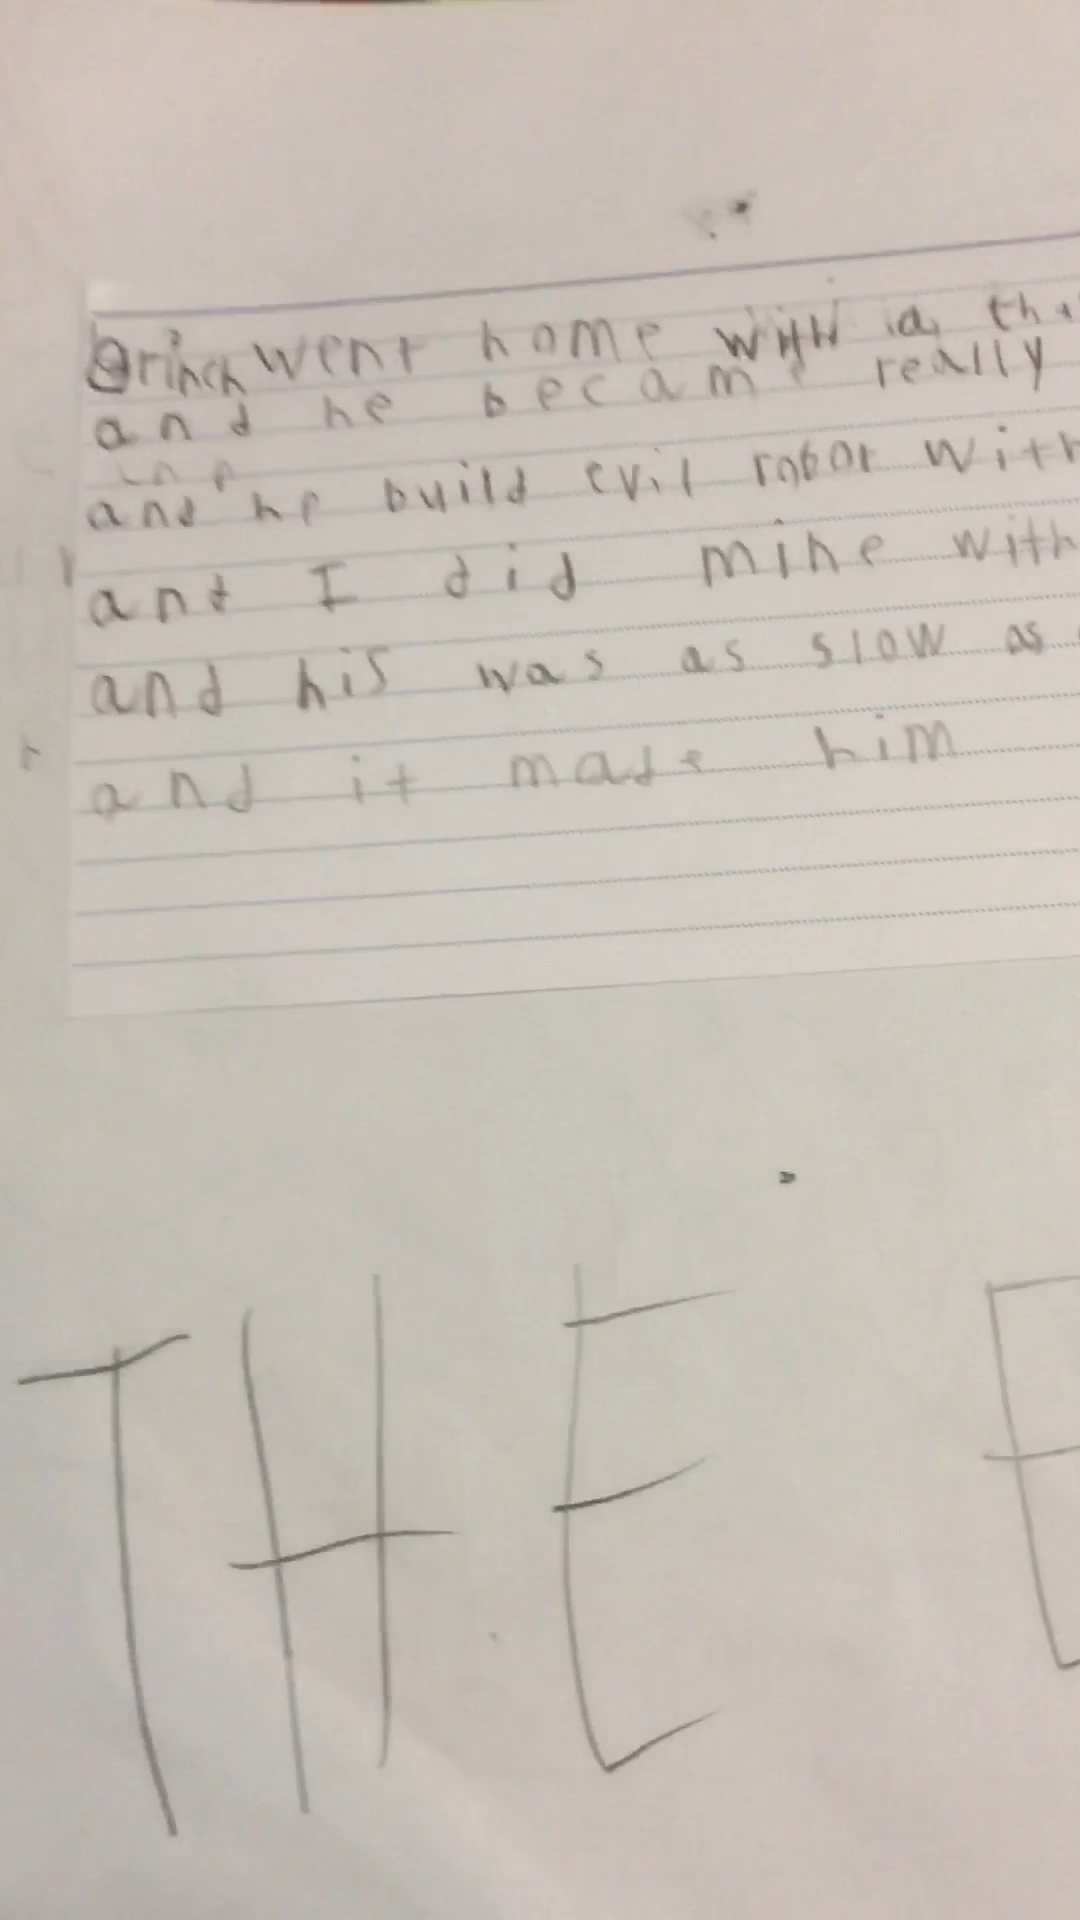 Grinch went home with a
and he became really
and he build evil robot with
and I did mine with
and his was as slow as
and it made him
THE